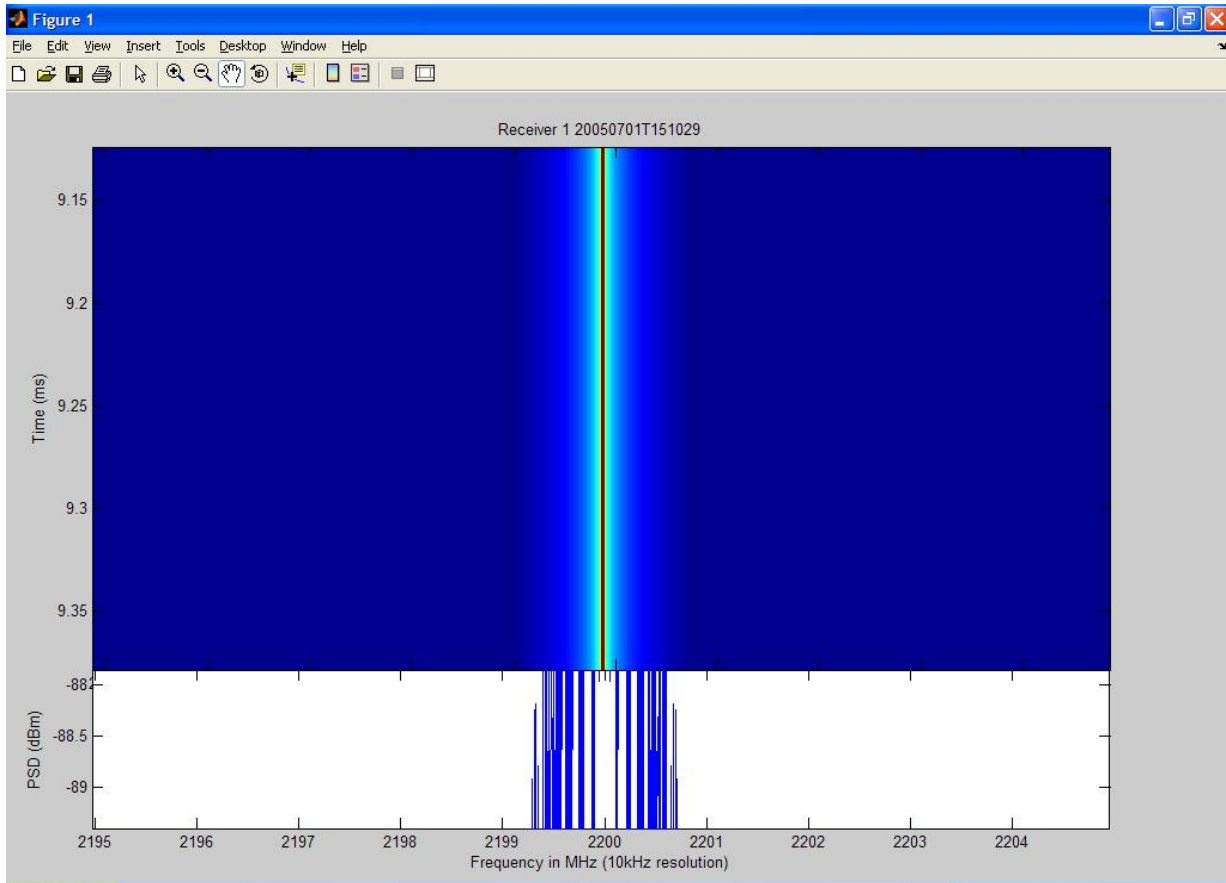 Figure 1
File Edit View Insert Tools Desktop Window Help
Receiver 1 20050701T151029
9.15
9.2
9.25
9.3
9.35
Time (ms)
-88
-88.5
-89
PSD (dBm)
2195 2196 2197 2198 2199 2200 2201 2202 2203 2204
Frequency in MHz (10kHz resolution)